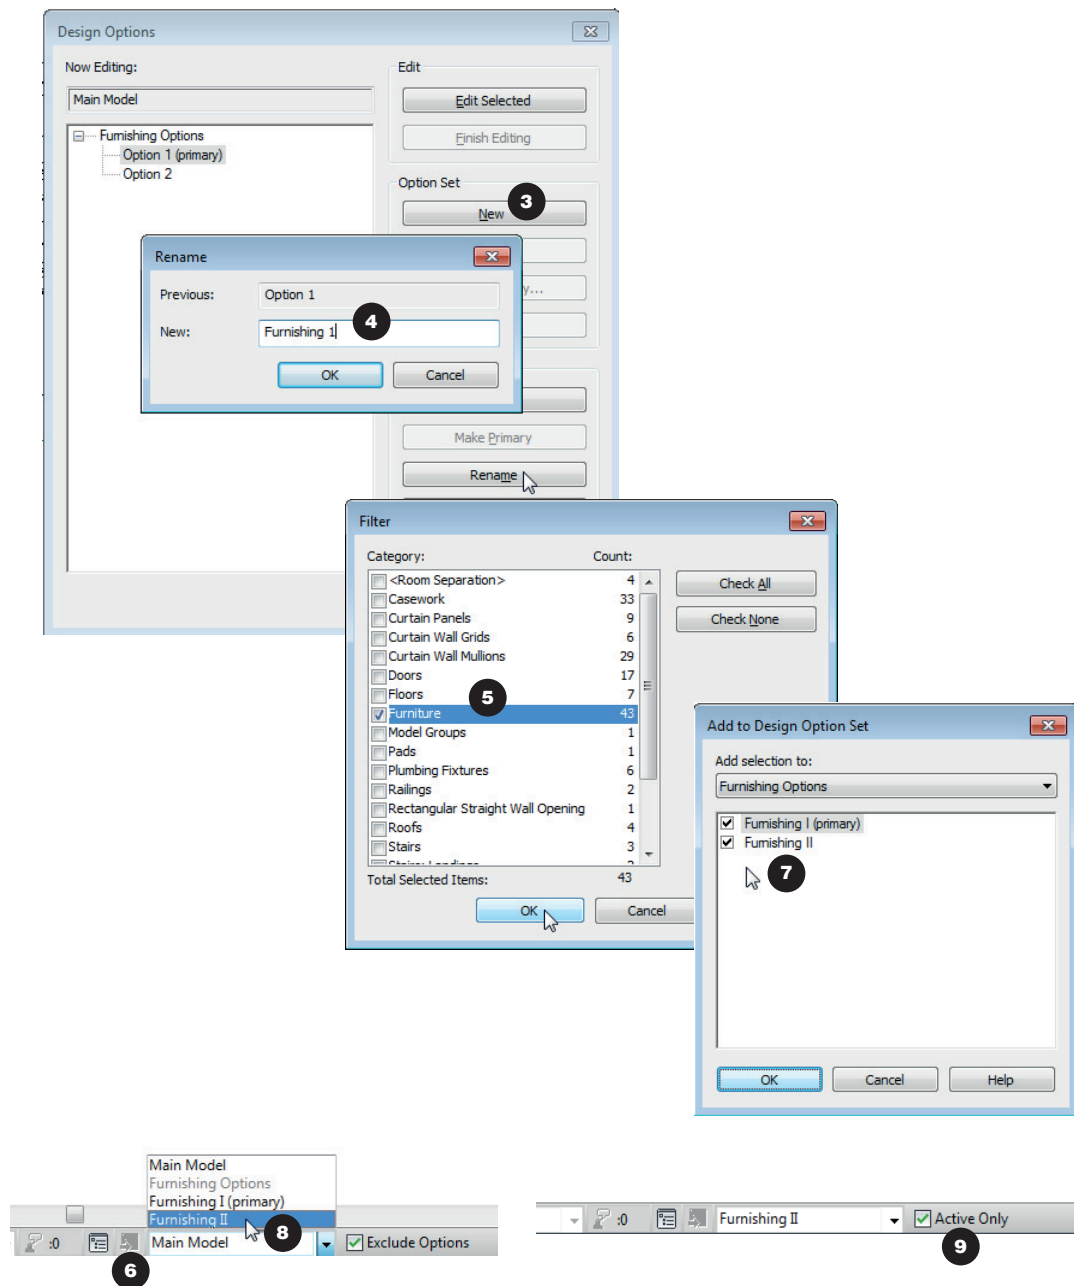 Design Options
Now Editing:
Main Model
Furnishing Options
Option 1 (primary)
Option 2
Edit
Edit Selected
Finish Editing
Option Set
3
New
y...
Make Primary
Rename
Rename
Previous:
Option 1
4
New:
Furnishing 1
OK
Cancel
Filter
Category:
Count:
<Room Separation> 4
Casework 33
Curtain Panels 9
Curtain Wall Grids 6
Curtain Wall Mullions 29
Doors 17
Floors 7
5
Furniture 43
Model Groups 1
Pads 1
Plumbing Fixtures 6
Railings 2
Rectangular Straight Wall Opening 1
Roofs 4
Stairs 3
Total Selected Items: 43
Check All
Check None
OK
Cancel
Add to Design Option Set
Add selection to:
Furnishing Options
Furnishing I (primary)
Furnishing II
7
OK
Cancel
Help
Main Model
Furnishing Options
Furnishing I (primary)
Furnishing II
8
:0
Main Model
Exclude Options
6
:0
Furnishing II
Active Only
9